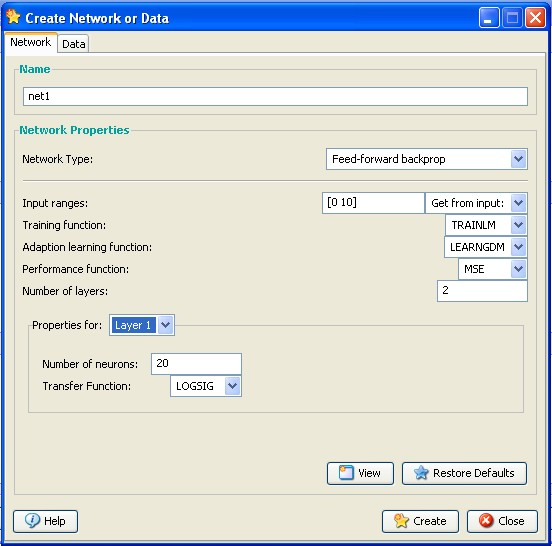 Create Network or Data
Network Data
Name
net1
Network Properties
Network Type: Feed-forward backprop
Input ranges: [0 10] Get from input:
Training function: TRAINLM
Adaption learning function: LEARNGDM
Performance function: MSE
Number of layers: 2
Properties for: Layer 1
Number of neurons: 20
Transfer Function: LOGSIG
View Restore Defaults
Help Create Close